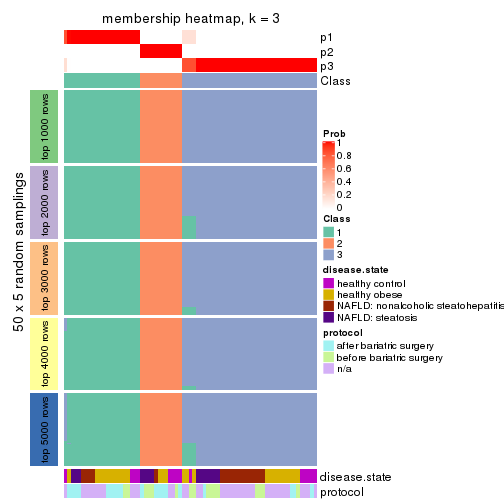 membership heatmap, k = 3
p1
p2
p3
Class
50 x 5 random samplings
top 1000 rows
top 2000 rows
top 3000 rows
top 4000 rows
top 5000 rows
disease.state
protocol
Prob
1
0.8
0.6
0.4
0.2
0
Class
1
2
3
disease.state
healthy control
healthy obese
NAFLD: nonalcoholic steatohepatitis
NAFLD: steatosis
protocol
after bariatric surgery
before bariatric surgery
n/a